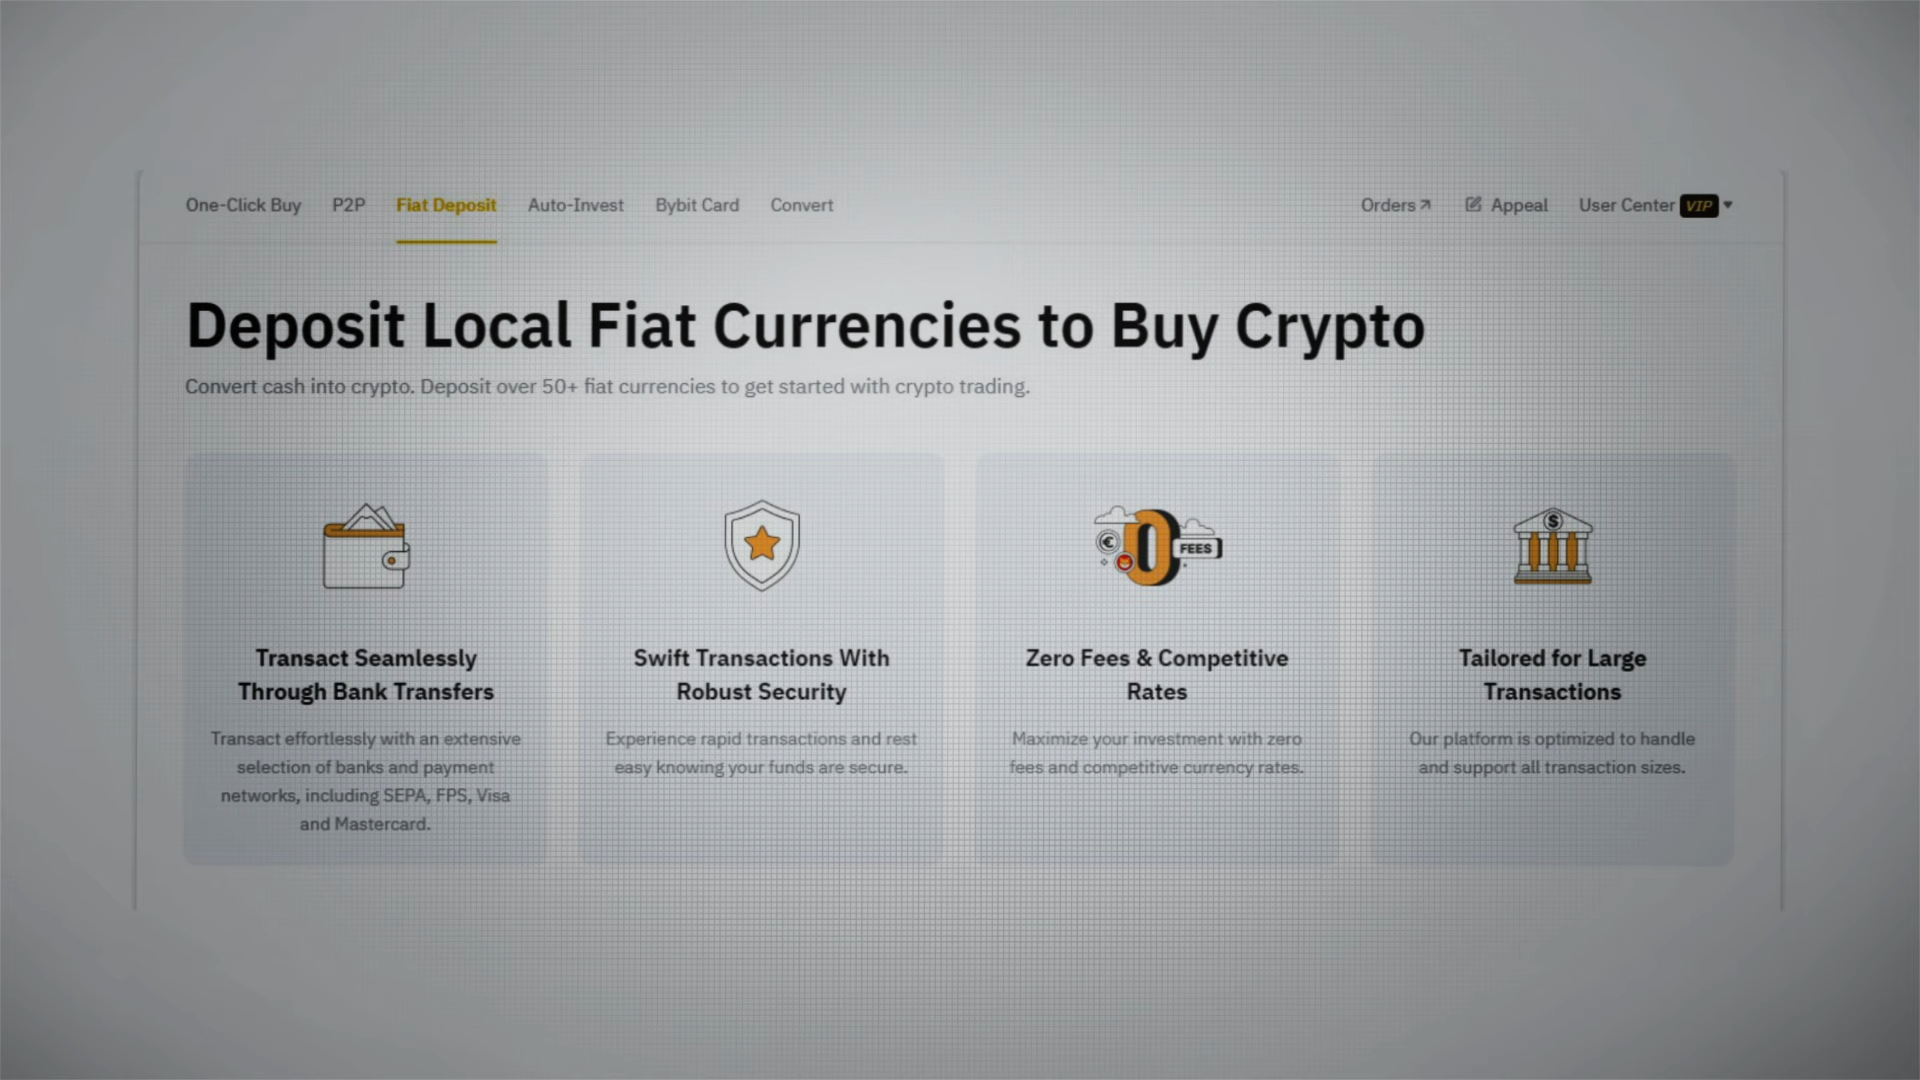 One-Click Buy P2P Fiat Deposit Auto-Invest Bybit Card Convert Orders Appeal User Center VIP
Deposit Local Fiat Currencies to Buy Crypto
Convert cash into crypto. Deposit over 50+ fiat currencies to get started with crypto trading.
$
€
0
FEES
Transact Seamlessly
Through Bank Transfers
Transact effortlessly with an extensive
selection of banks and payment
networks, including SEPA, FPS, Visa
and Mastercard.
Swift Transactions With
Robust Security
Experience rapid transactions and rest
easy knowing your funds are secure.
Zero Fees & Competitive
Rates
Maximize your investment with zero
fees and competitive currency rates.
Tailored for Large
Transactions
Our platform is optimized to handle
and support all transaction sizes.